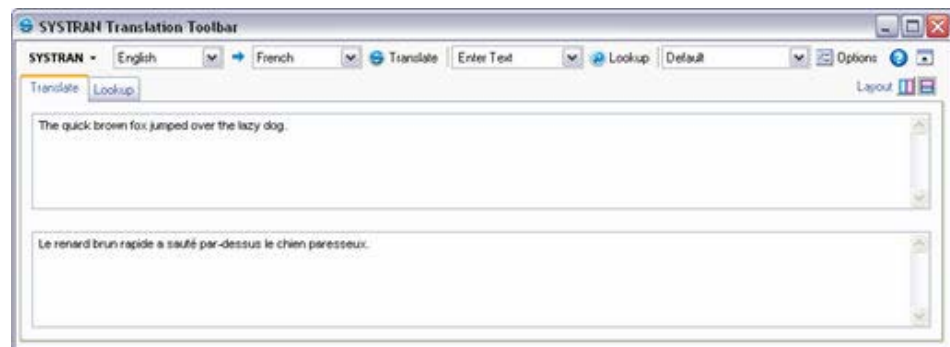 SYSTRAN Translation Toolbar
SYSTRAN English French Translate Enter Text Lookup Default Options
Translate Lookup Layout
The quick brown fox jumped over the lazy dog.
Le renard brun rapide a sauté par-dessus le chien paresseux.